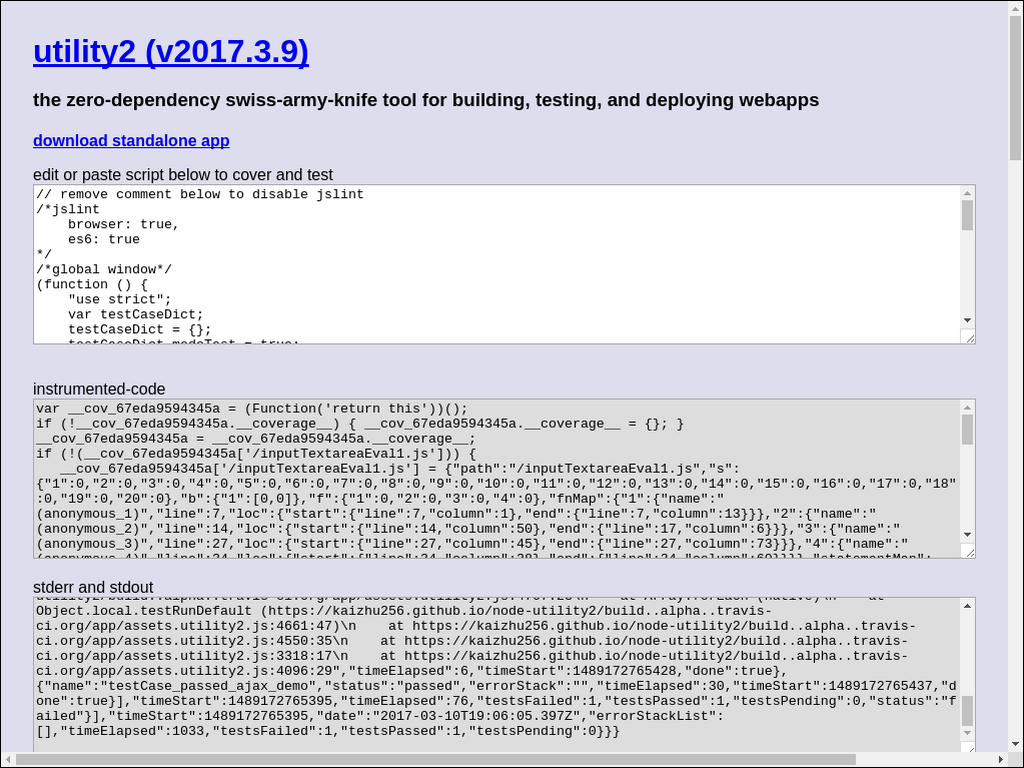 utility2 (v2017.3.9)
the zero-dependency swiss-army-knife tool for building, testing, and deploying webapps
download standalone app
edit or paste script below to cover and test
// remove comment below to disable jslint
/*jslint
    browser: true,
    es6: true
*/
/*global window*/
(function () {
    "use strict";
    var testCaseDict;
    testCaseDict = {};
    testCaseDict.modeTest = true;
instrumented-code
var __cov_67eda9594345a = (Function('return this'))();
if (!__cov_67eda9594345a.__coverage__) { __cov_67eda9594345a.__coverage__ = {}; }
__cov_67eda9594345a = __cov_67eda9594345a.__coverage__;
if (!(__cov_67eda9594345a['/inputTextareaEval1.js'])) {
   __cov_67eda9594345a['/inputTextareaEval1.js'] = {"path":"/inputTextareaEval1.js","s":
{"1":0,"2":0,"3":0,"4":0,"5":0,"6":0,"7":0,"8":0,"9":0,"10":0,"11":0,"12":0,"13":0,"14":0,"15":0,"16":0,"17":0,"18"
:0,"19":0,"20":0},"b":{"1":[0,0]},"f":{"1":0,"2":0,"3":0,"4":0},"fnMap":{"1":{"name":"
(anonymous_1)","line":7,"loc":{"start":{"line":7,"column":1},"end":{"line":7,"column":13}}},"2":{"name":"
(anonymous_2)","line":14,"loc":{"start":{"line":14,"column":50},"end":{"line":17,"column":6}}},"3":{"name":"
(anonymous_3)","line":27,"loc":{"start":{"line":27,"column":45},"end":{"line":27,"column":73}}},"4":{"name":"
stderr and stdout
Object.local.testRunDefault (https://kaizhu256.github.io/node-utility2/build..alpha..travis-
ci.org/app/assets.utility2.js:4661:47)\n    at https://kaizhu256.github.io/node-utility2/build..alpha..travis-
ci.org/app/assets.utility2.js:4550:35\n    at https://kaizhu256.github.io/node-utility2/build..alpha..travis-
ci.org/app/assets.utility2.js:3318:17\n    at https://kaizhu256.github.io/node-utility2/build..alpha..travis-
ci.org/app/assets.utility2.js:4096:29","timeElapsed":6,"timeStart":1489172765428,"done":true},
{"name":"testCase_passed_ajax_demo","status":"passed","errorStack":"","timeElapsed":30,"timeStart":1489172765437,"d
one":true}],"timeStart":1489172765395,"timeElapsed":76,"testsFailed":1,"testsPassed":1,"testsPending":0,"status":"f
ailed"}],"timeStart":1489172765395,"date":"2017-03-10T19:06:05.397Z","errorStackList":
[],"timeElapsed":1033,"testsFailed":1,"testsPassed":1,"testsPending":0}}}